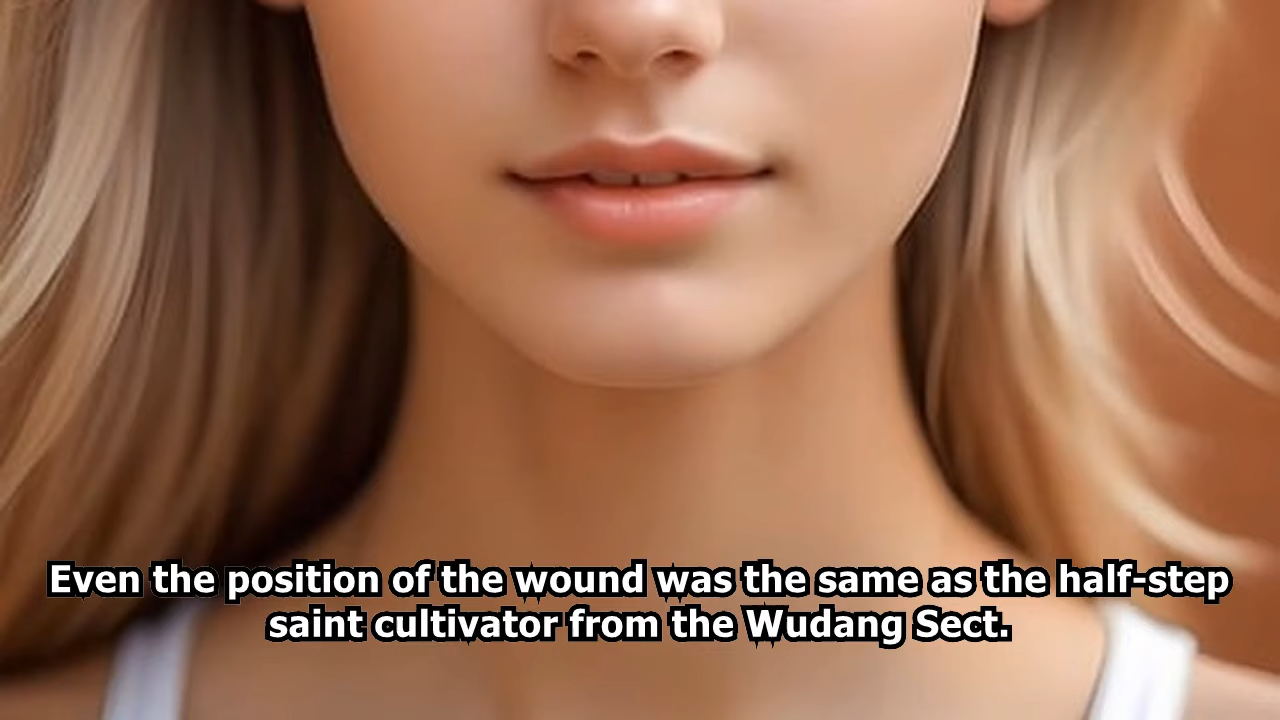 Even the position of the wound was the same as the half-step
saint cultivator from the Wudang Sect.